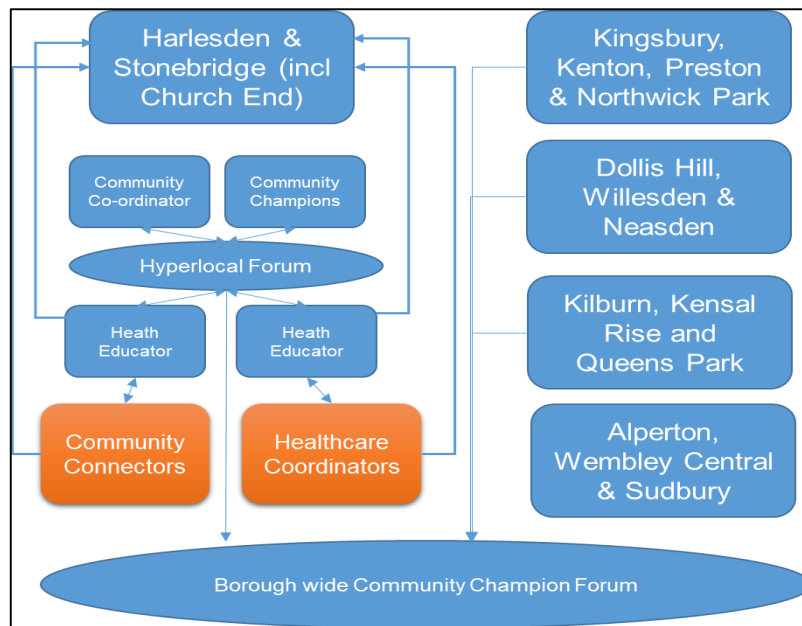 Harlesden &
Stonebridge (incl
Church End)
Kingsbury,
Kenton, Preston
& Northwick Park
Community
Co-ordinator
Community
Champions
Dollis Hill,
Willesden &
Neasden
Hyperlocal Forum
Heath
Educator
Heath
Educator
Kilburn, Kensal
Rise and
Queens Park
Community
Connectors
Healthcare
Coordinators
Alperton,
Wembley Central
& Sudbury
Borough wide Community Champion Forum